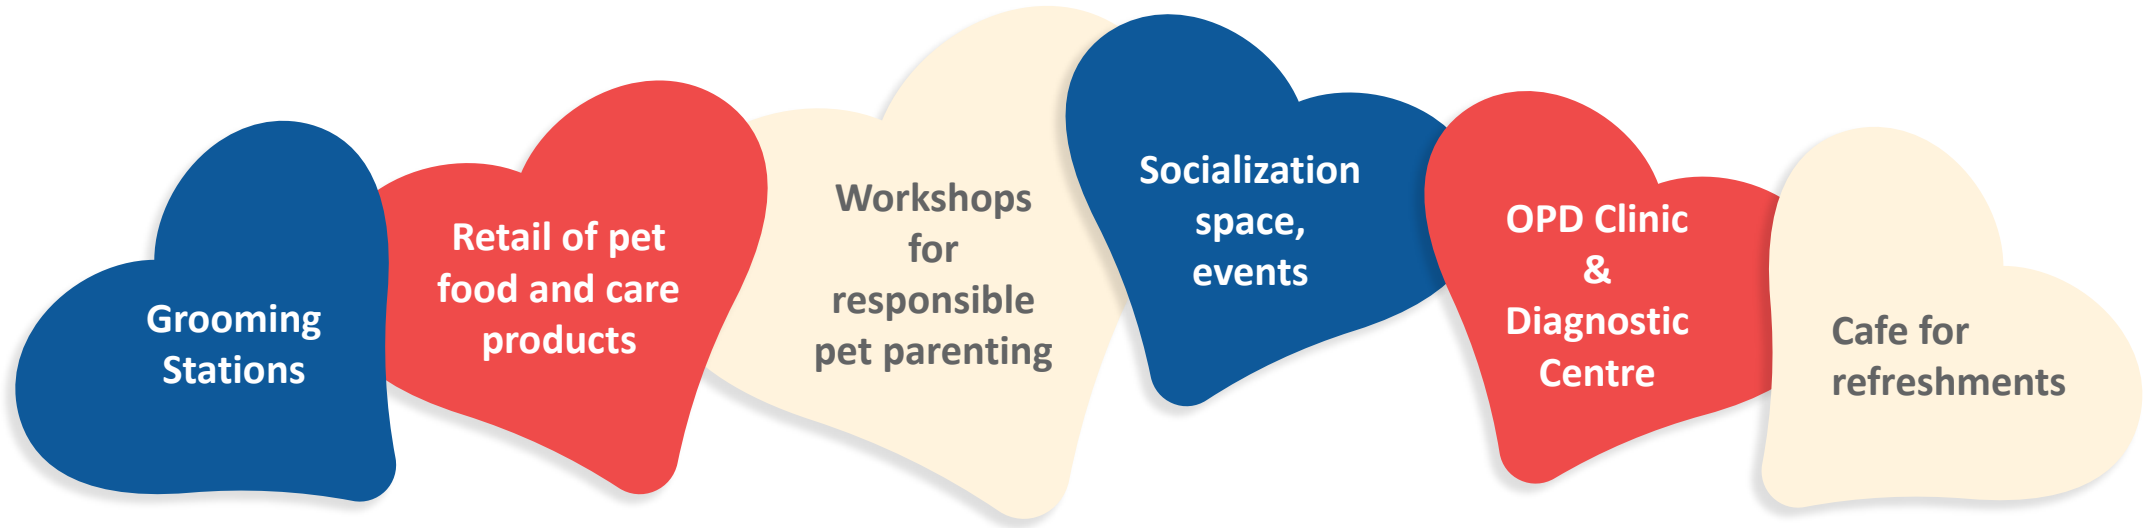 Grooming
Stations
Retail of pet
food and care
products
Workshops
for
responsible
pet parenting
Socialization
space,
events
OPD Clinic
&
Diagnostic
Centre
Cafe for
refreshments